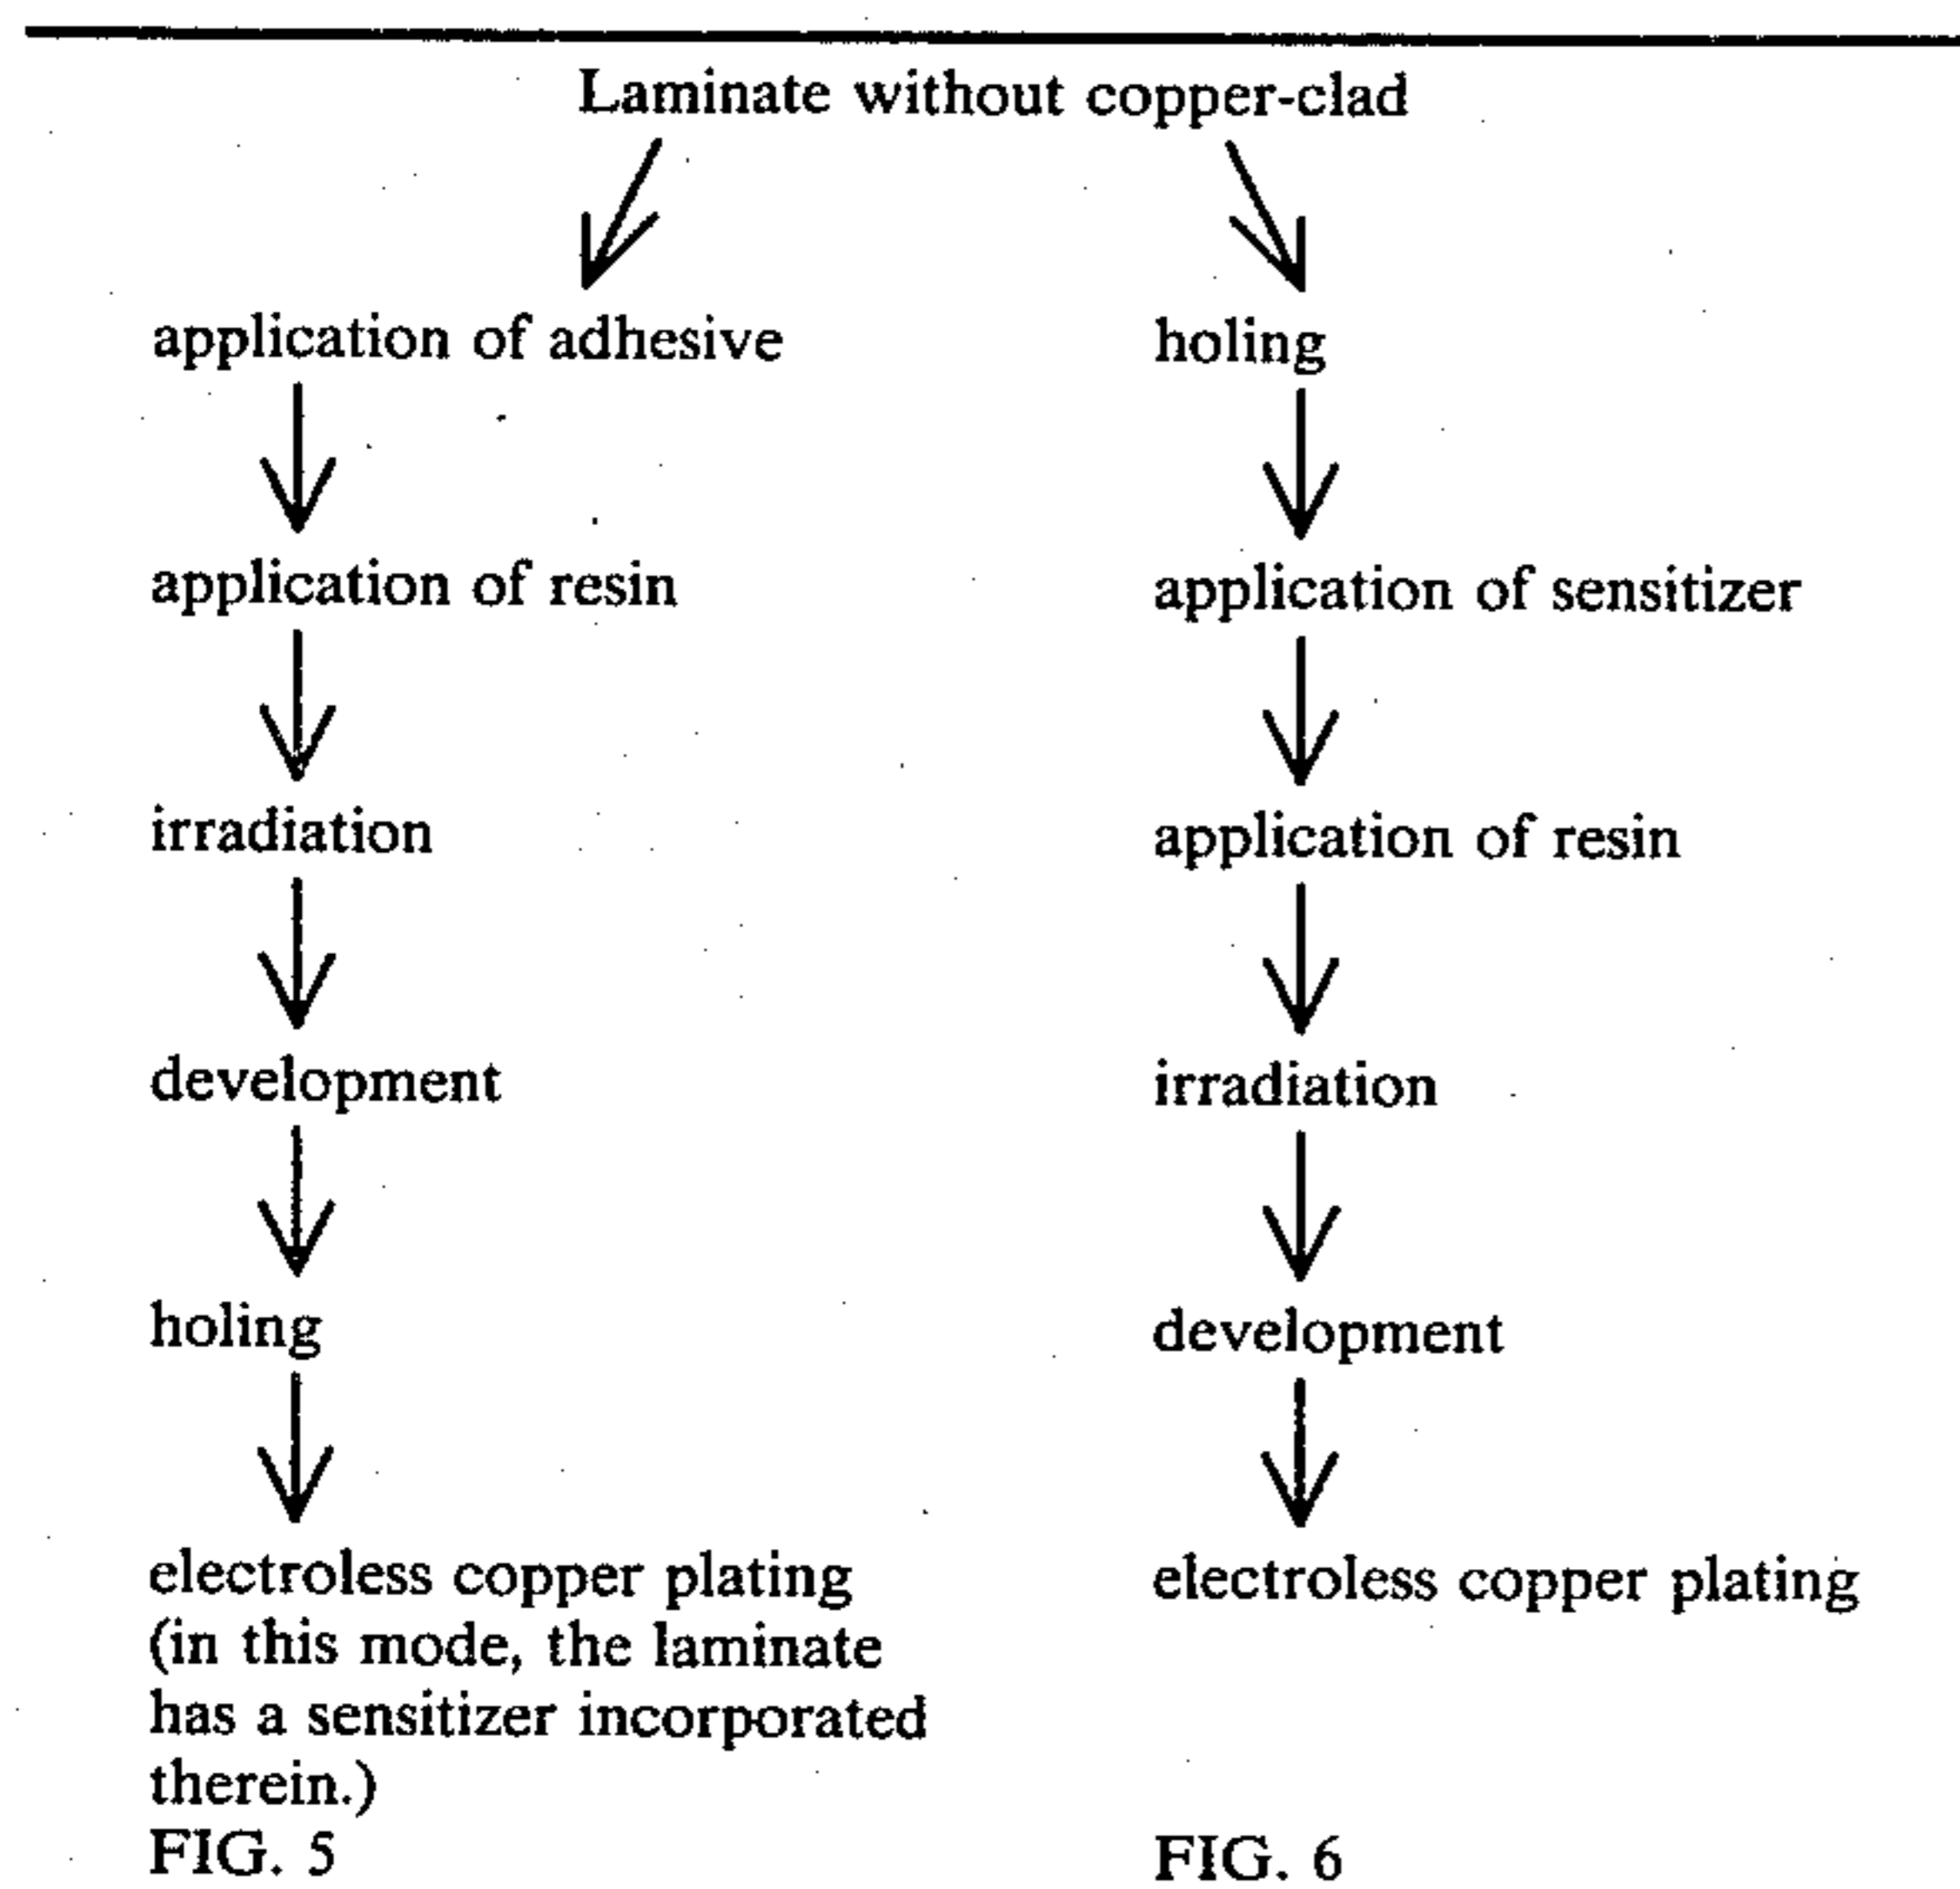 Laminate without copper-clad
application of adhesive
application of resin
irradiation
development
holing
electroless copper plating
(in this mode, the laminate
has a sensitizer incorporated
therein.)
FIG. 5
holing
application of sensitizer
application of resin
irradiation
development
electroless copper plating
FIG. 6